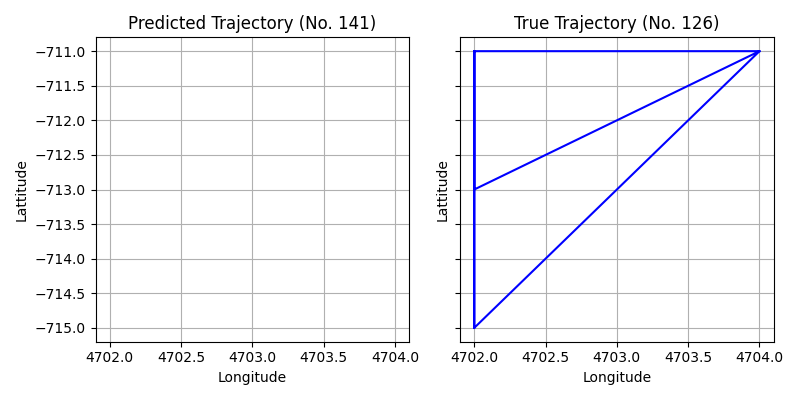 Predicted Trajectory (No. 141)
True Trajectory (No. 126)
Lattitude
−711.0
−711.5
−712.0
−712.5
−713.0
−713.5
−714.0
−714.5
−715.0
4702.0 4702.5 4703.0 4703.5 4704.0
Longitude
Lattitude
4702.0 4702.5 4703.0 4703.5 4704.0
Longitude